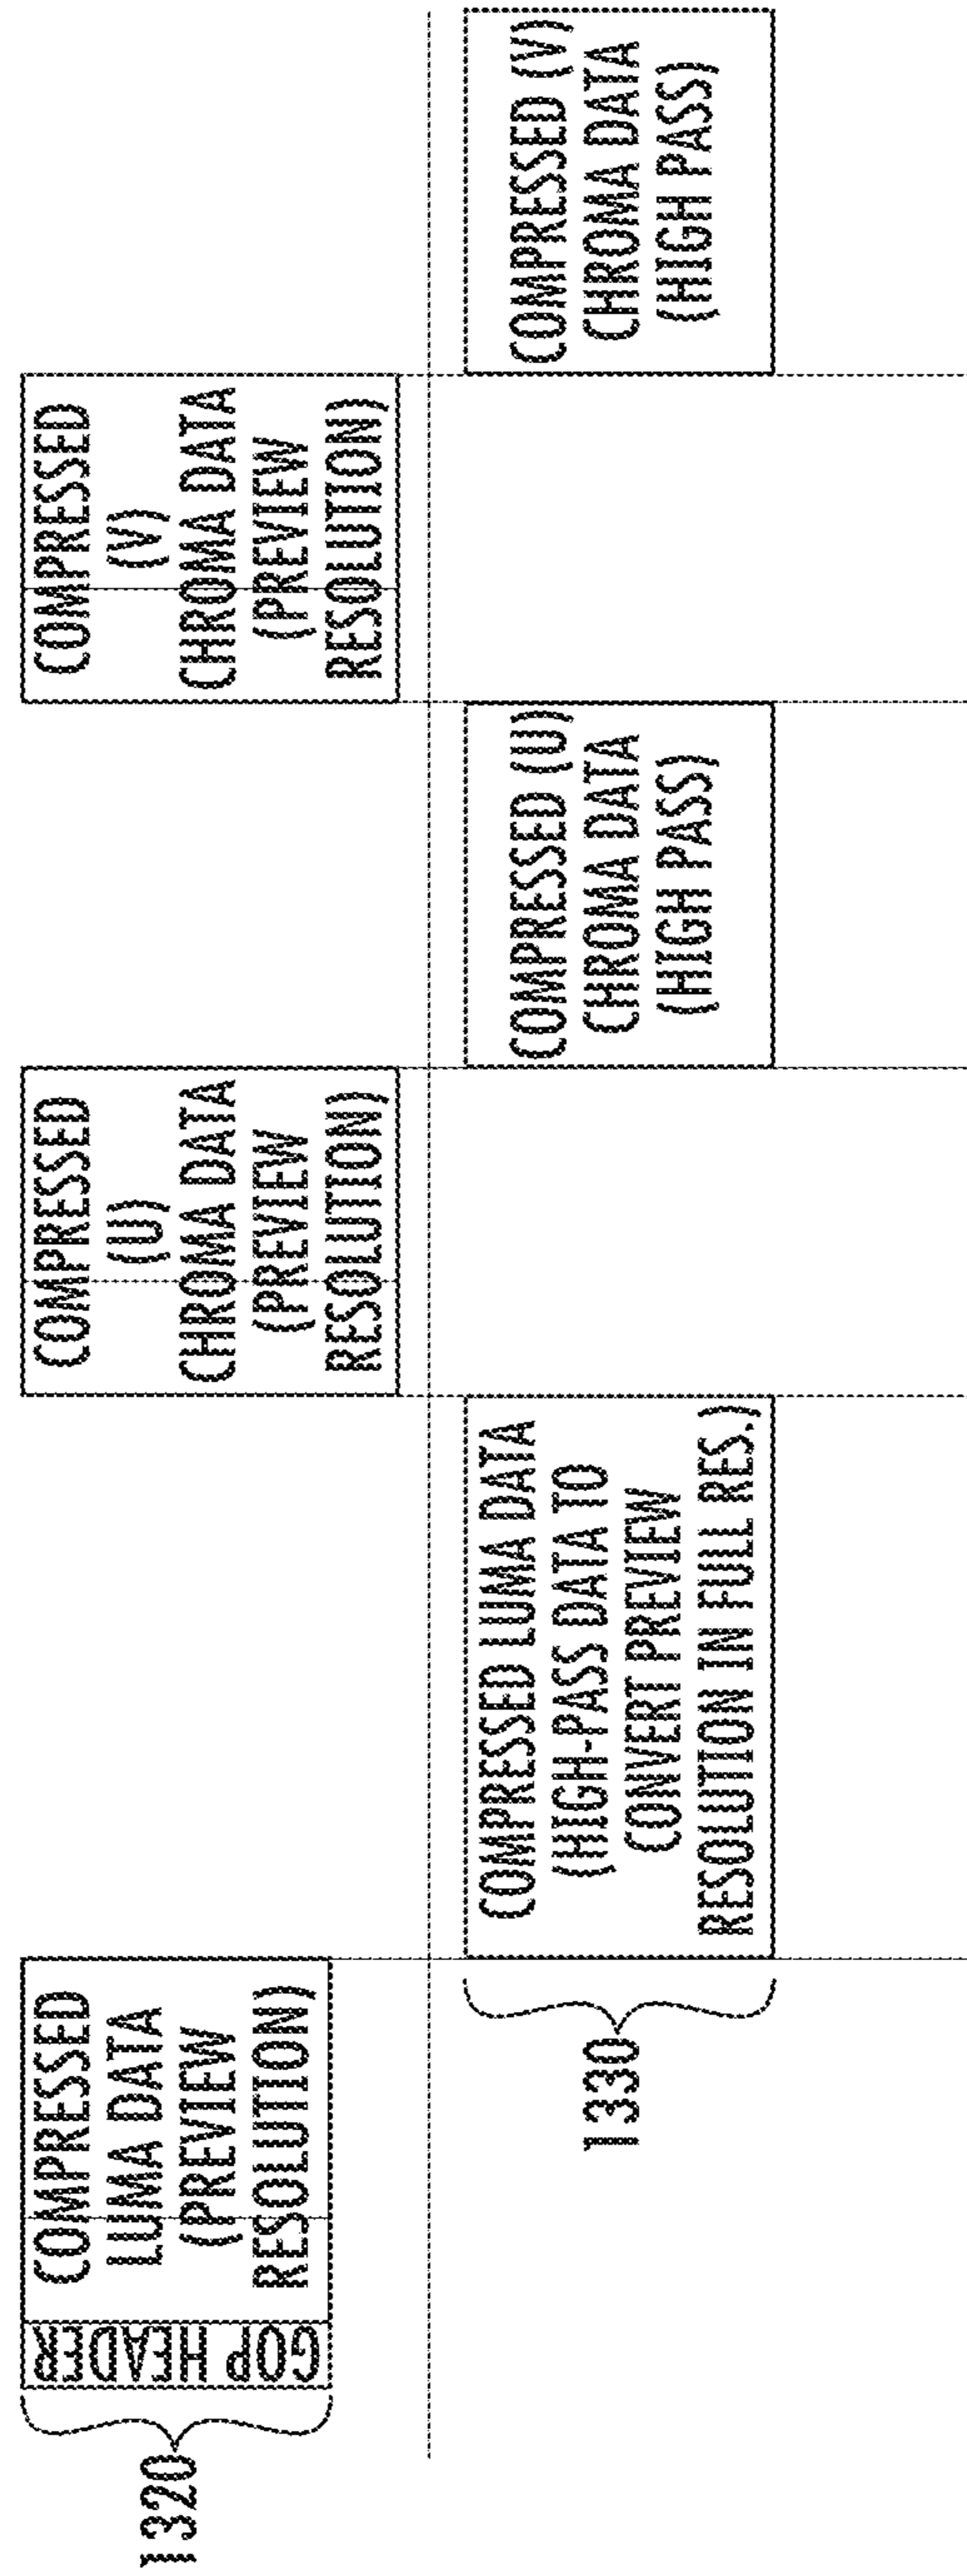 1320
GOP HEADER
COMPRESSED
LUMA DATA
(PREVIEW
RESOLUTION)
COMPRESSED
(U)
CHROMA DATA
(PREVIEW
RESOLUTION)
COMPRESSED
(V)
CHROMA DATA
(PREVIEW
RESOLUTION)
1330
COMPRESSED LUMA DATA
(HIGH-PASS DATA TO
CONVERT PREVIEW
RESOLUTION IN FULL RES.)
COMPRESSED (U)
CHROMA DATA
(HIGH PASS)
COMPRESSED (V)
CHROMA DATA
(HIGH PASS)